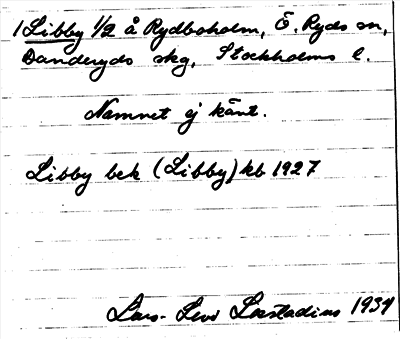 1 Libby 1/2 å Rydboholm, Ö. Ryds sn,
Danderyds skg, Stockholms l.
Namnet ej känt.
Libby bek (Libby) kb 1927
Lars-Levi Læstadius 1934